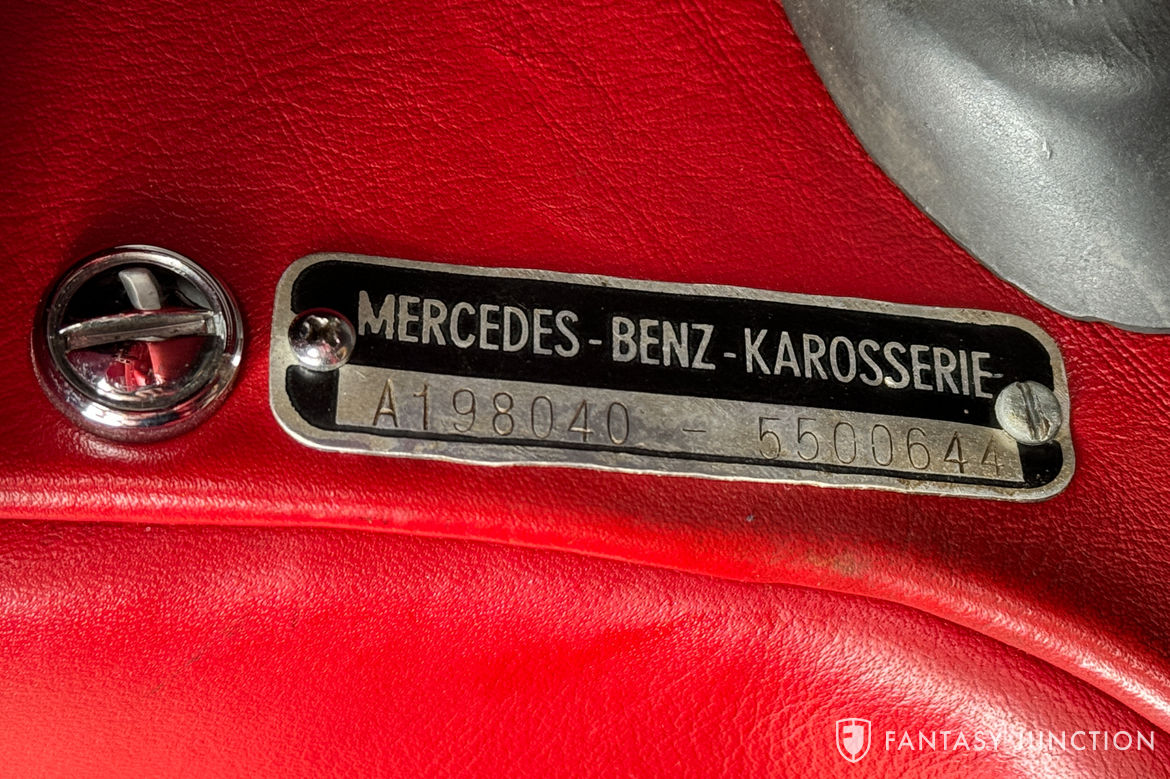 MERCEDES-BENZ-KAROSSERIE
A198040 - 5500644
FANTASY JUNCTION